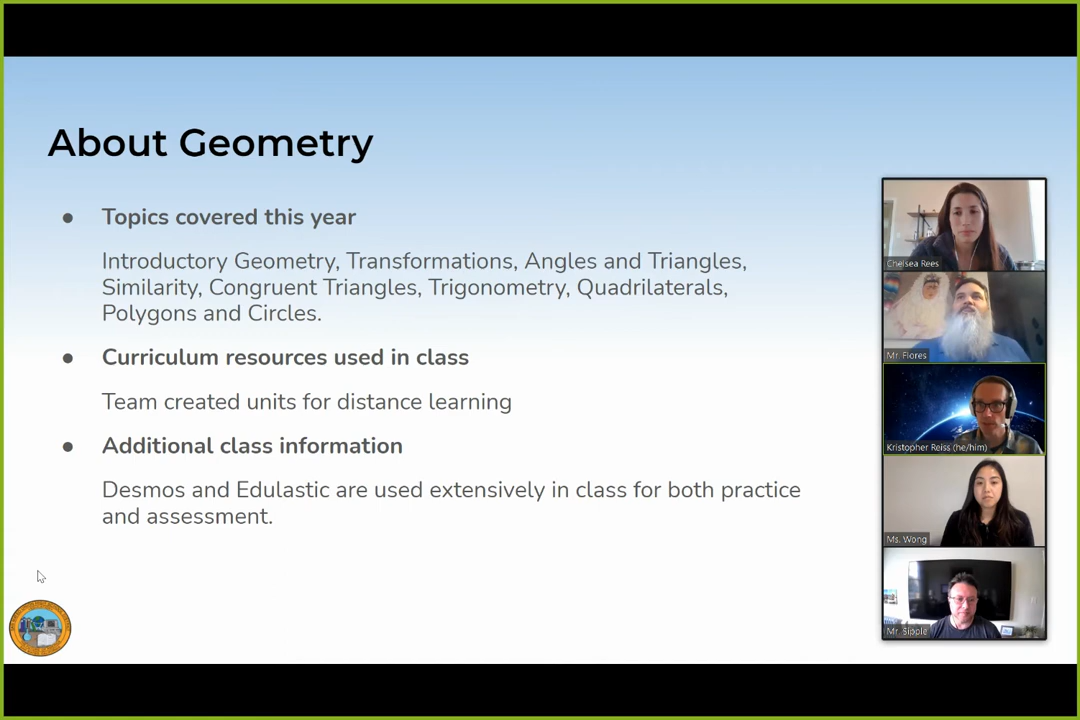 About Geometry
● Topics covered this year
Introductory Geometry, Transformations, Angles and Triangles,
Similarity, Congruent Triangles, Trigonometry, Quadrilaterals,
Polygons and Circles.
● Curriculum resources used in class
Team created units for distance learning
● Additional class information
Desmos and Edulastic are used extensively in class for both practice
and assessment.
Chelsea Rees
Mr. Flores
Kristopher Reiss (he/him)
Ms. Wong
Mr. Sipple